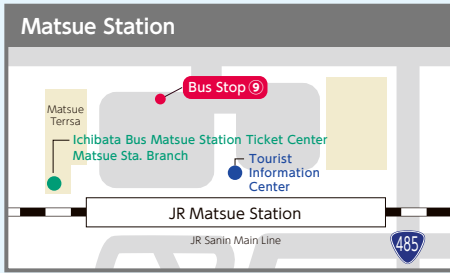 Matsue Station
Bus Stop ⑨
Matsue
Terrsa
Ichibata Bus Matsue Station Ticket Center
Matsue Sta. Branch
Tourist
Information
Center
JR Matsue Station
JR Sanin Main Line
485